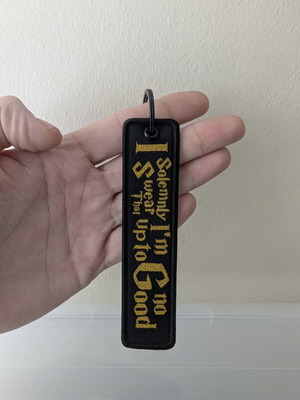 I Solemnly
Swear
That I'm
up to no
Good